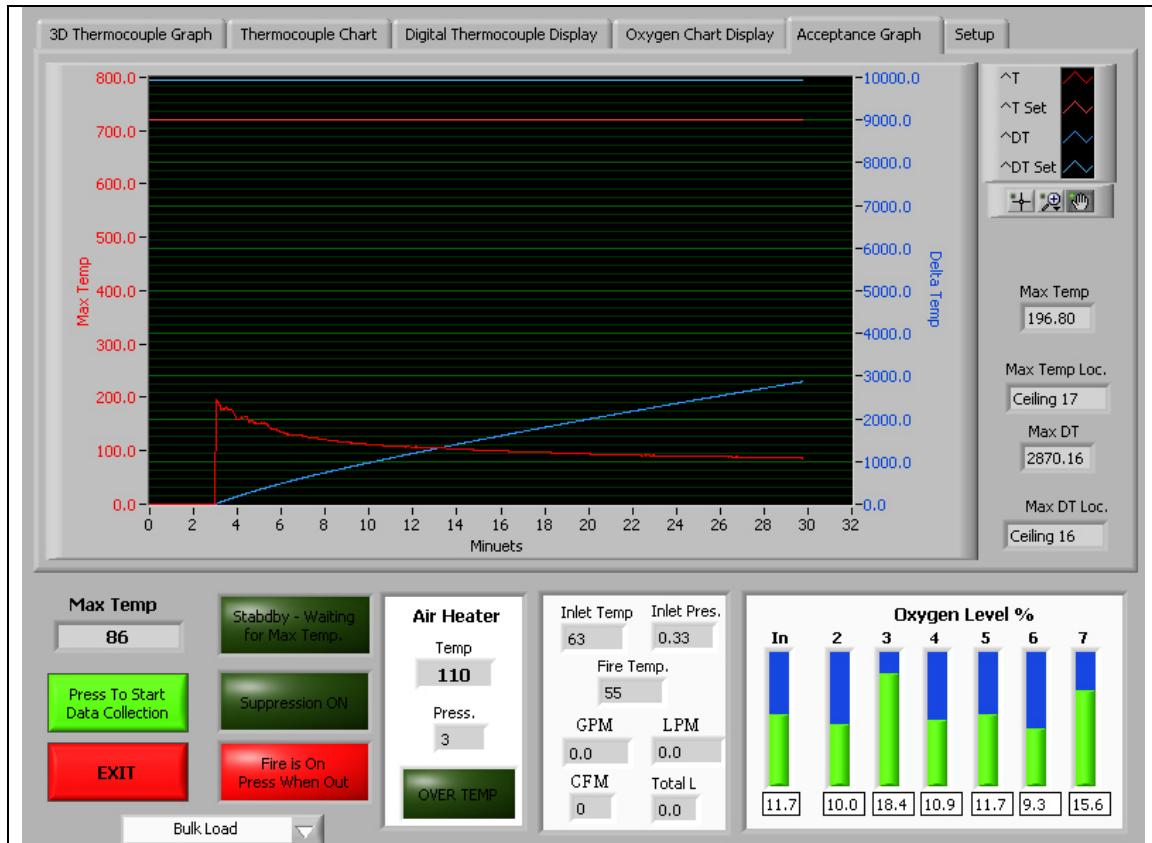 3D Thermocouple Graph
Thermocouple Chart
Digital Thermocouple Display
Oxygen Chart Display
Acceptance Graph
Setup
800.0
700.0
600.0
500.0
400.0
300.0
200.0
100.0
0.0
Max Temp
10000.0
9000.0
8000.0
7000.0
6000.0
5000.0
4000.0
3000.0
2000.0
1000.0
0.0
Delta Temp
0 2 4 6 8 10 12 14 16 18 20 22 24 26 28 30 32
Minuets
^T
^T Set
^DT
^DT Set
Max Temp
196.80
Max Temp Loc.
Ceiling 17
Max DT
2870.16
Max DT Loc.
Ceiling 16
Max Temp
86
Press To Start
Data Collection
EXIT
Stabdby - Waiting
for Max Temp.
Suppression ON
Fire is On
Press When Out
Bulk Load
Air Heater
Temp
110
Press.
3
OVER TEMP
Inlet Temp Inlet Pres.
63 0.33
Fire Temp.
55
GPM LPM
0.0 0.0
CFM Total L
0 0.0
Oxygen Level %
In 2 3 4 5 6 7
11.7 10.0 18.4 10.9 11.7 9.3 15.6